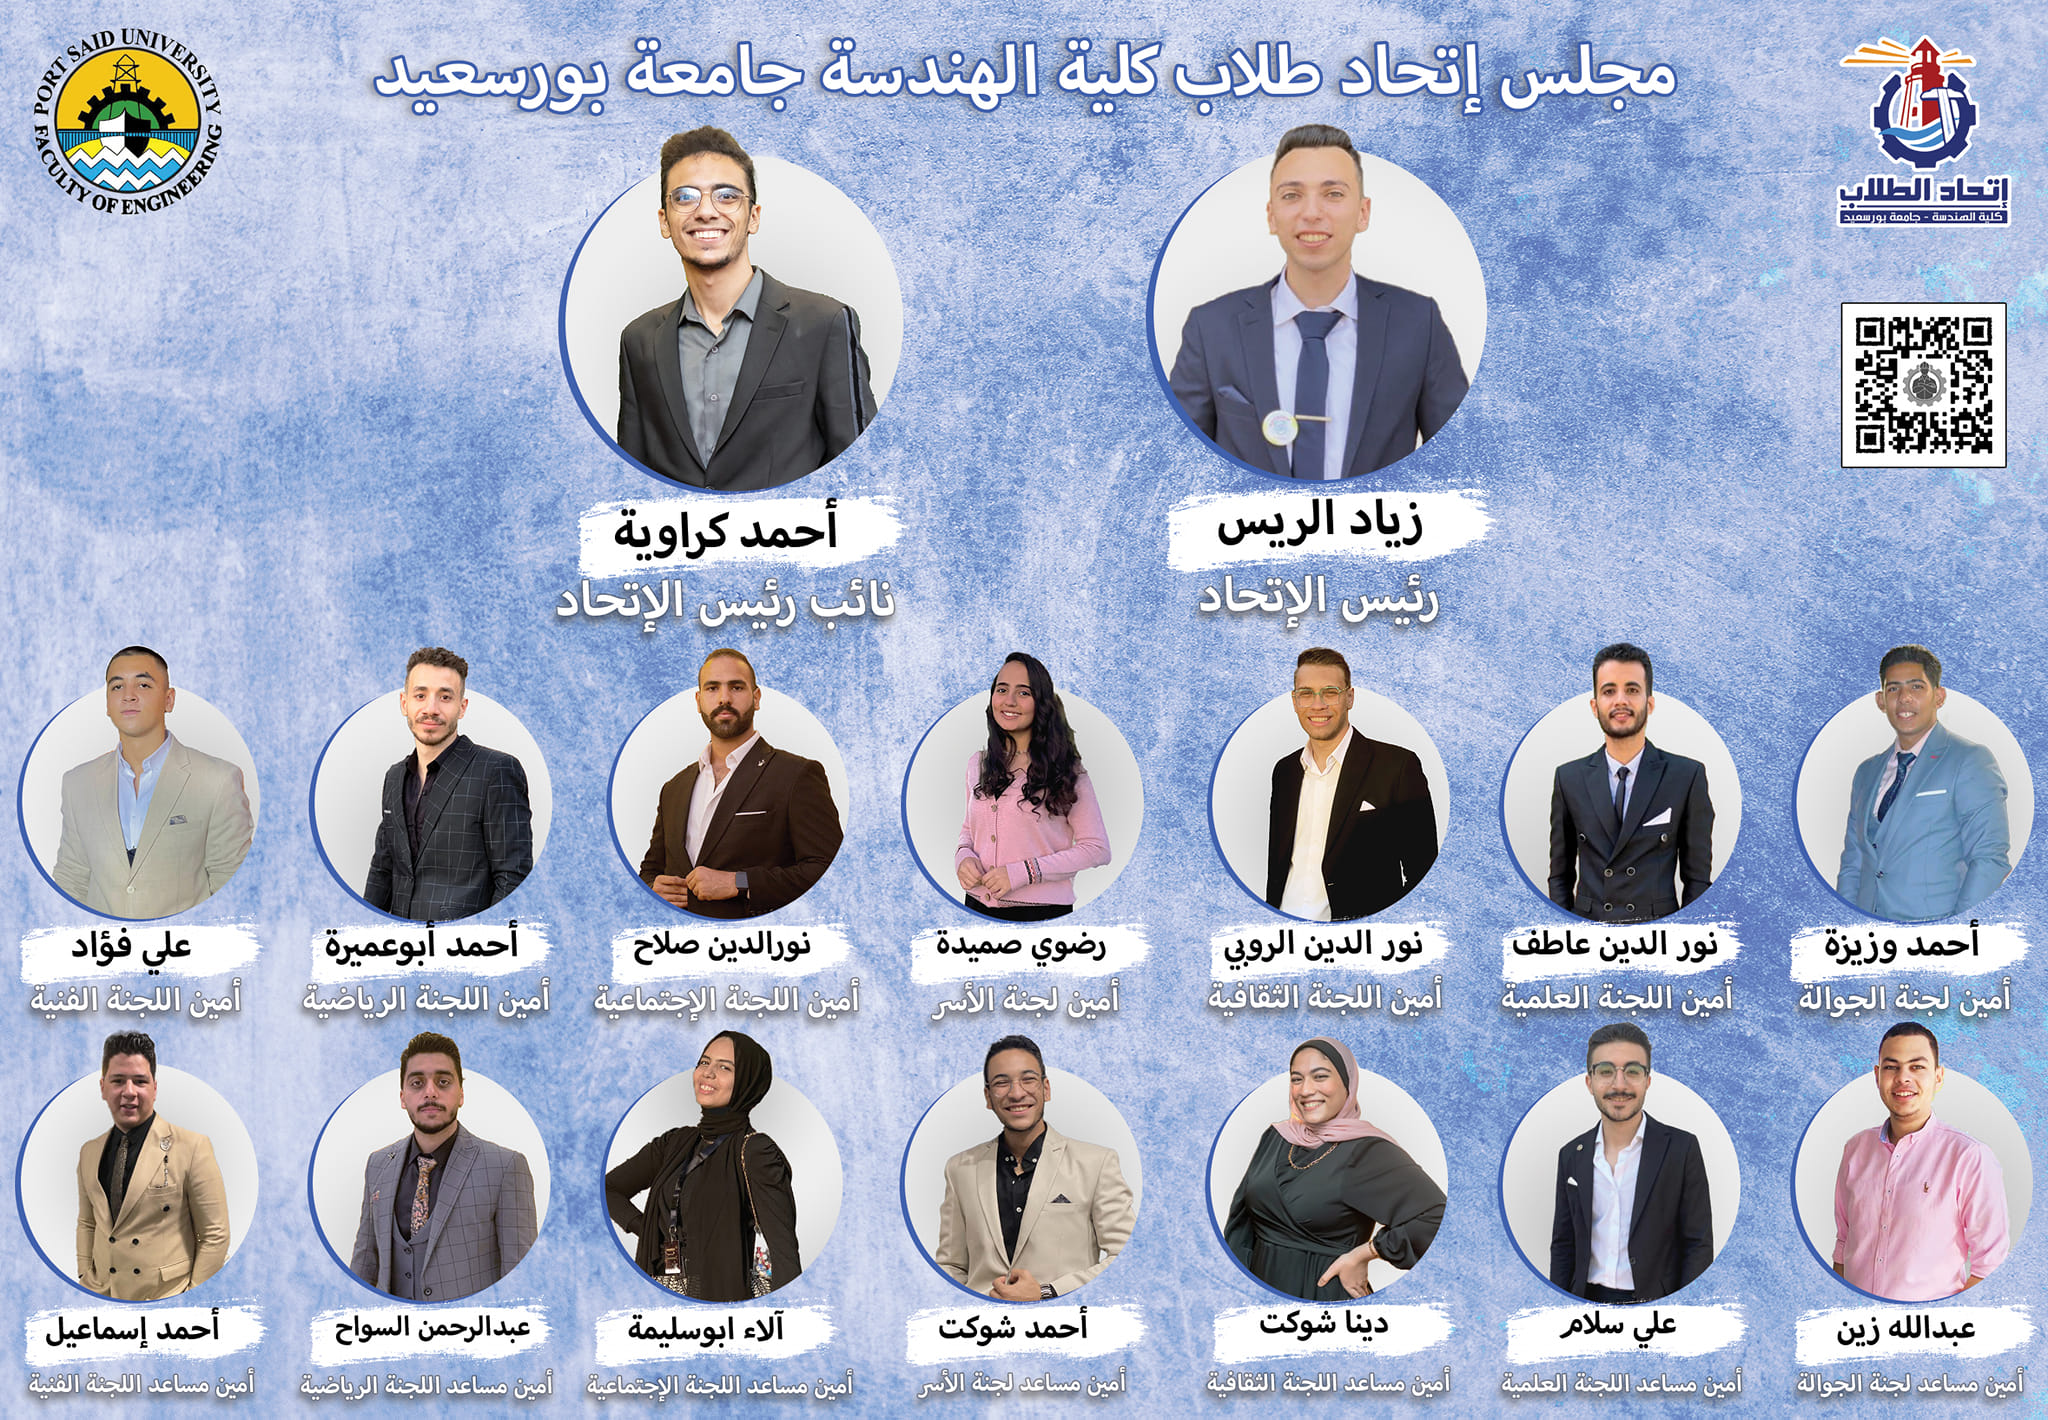 مجلس إتحاد طلاب كلية الهندسة جامعة بورسعيد
PORT SAID UNIVERSITY
FACULTY OF ENGINEERING
إتحاد الطلاب
كلية الهندسة - جامعة بورسعيد
زياد الريس
رئيس الإتحاد
أحمد كراوية
نائب رئيس الإتحاد
أحمد وزيزة
أمين لجنة الجوالة
نور الدين عاطف
أمين اللجنة العلمية
نور الدين الروبي
أمين اللجنة الثقافية
رضوي صميدة
أمين لجنة الأسر
نورالدين صلاح
أمين اللجنة الإجتماعية
أحمد أبوعميرة
أمين اللجنة الرياضية
علي فؤاد
أمين اللجنة الفنية
عبدالله زين
أمين مساعد لجنة الجوالة
علي سلام
أمين مساعد اللجنة العلمية
دينا شوكت
أمين مساعد اللجنة الثقافية
أحمد شوكت
أمين مساعد لجنة الأسر
آلاء ابوسليمة
أمين مساعد اللجنة الإجتماعية
عبدالرحمن السواح
أمين مساعد اللجنة الرياضية
أحمد إسماعيل
أمين مساعد اللجنة الفنية